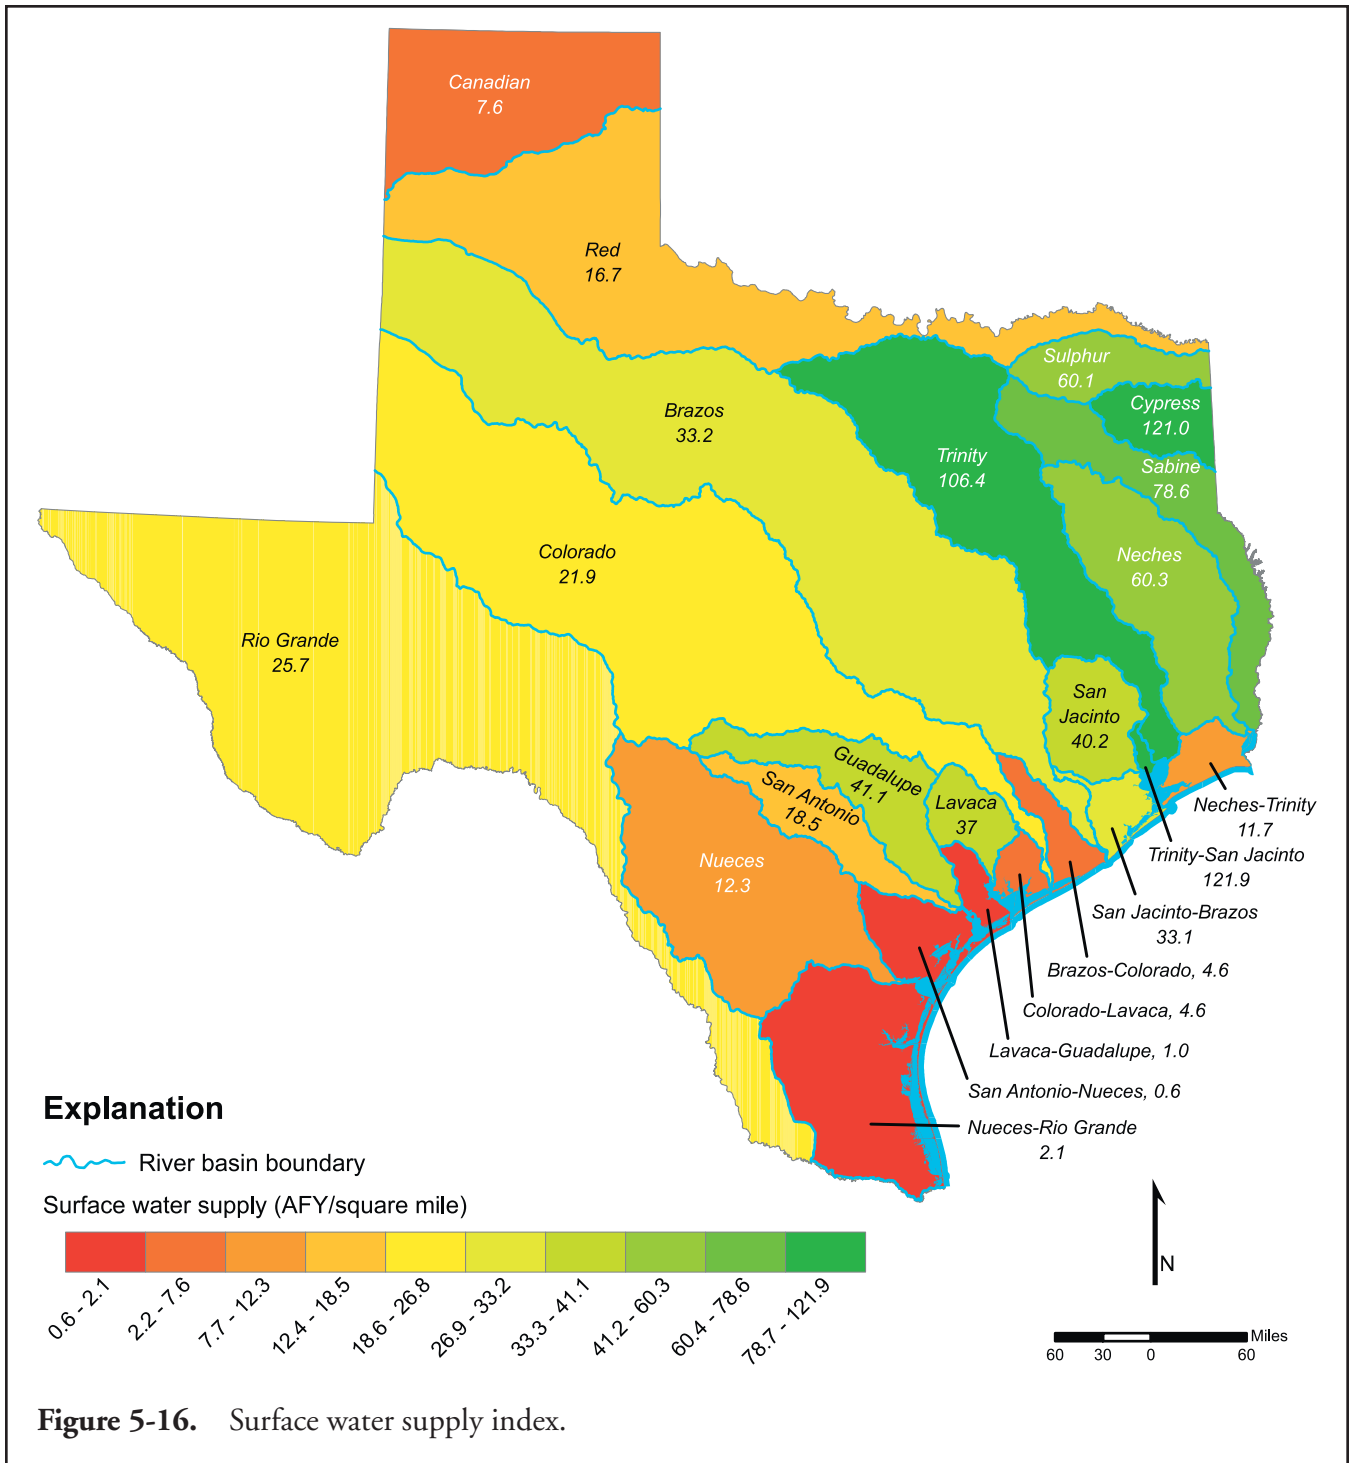 Canadian
7.6
Red
16.7
Sulphur
60.1
Cypress
121.0
Brazos
33.2
Trinity
106.4
Sabine
78.6
Colorado
21.9
Neches
60.3
Rio Grande
25.7
San
Jacinto
40.2
Guadalupe
41.1
San Antonio
18.5
Lavaca
37
Nueces
12.3
Neches-Trinity
11.7
Trinity-San Jacinto
121.9
San Jacinto-Brazos
33.1
Brazos-Colorado, 4.6
Colorado-Lavaca, 4.6
Lavaca-Guadalupe, 1.0
San Antonio-Nueces, 0.6
Nueces-Rio Grande
2.1
Explanation
River basin boundary
Surface water supply (AFY/square mile)
0.6 - 2.1
2.2 - 7.6
7.7 - 12.3
12.4 - 18.5
18.6 - 26.8
26.9 - 33.2
33.3 - 41.1
41.2 - 60.3
60.4 - 78.6
78.7 - 121.9
N
Miles
60 30 0 60
Figure 5-16. Surface water supply index.